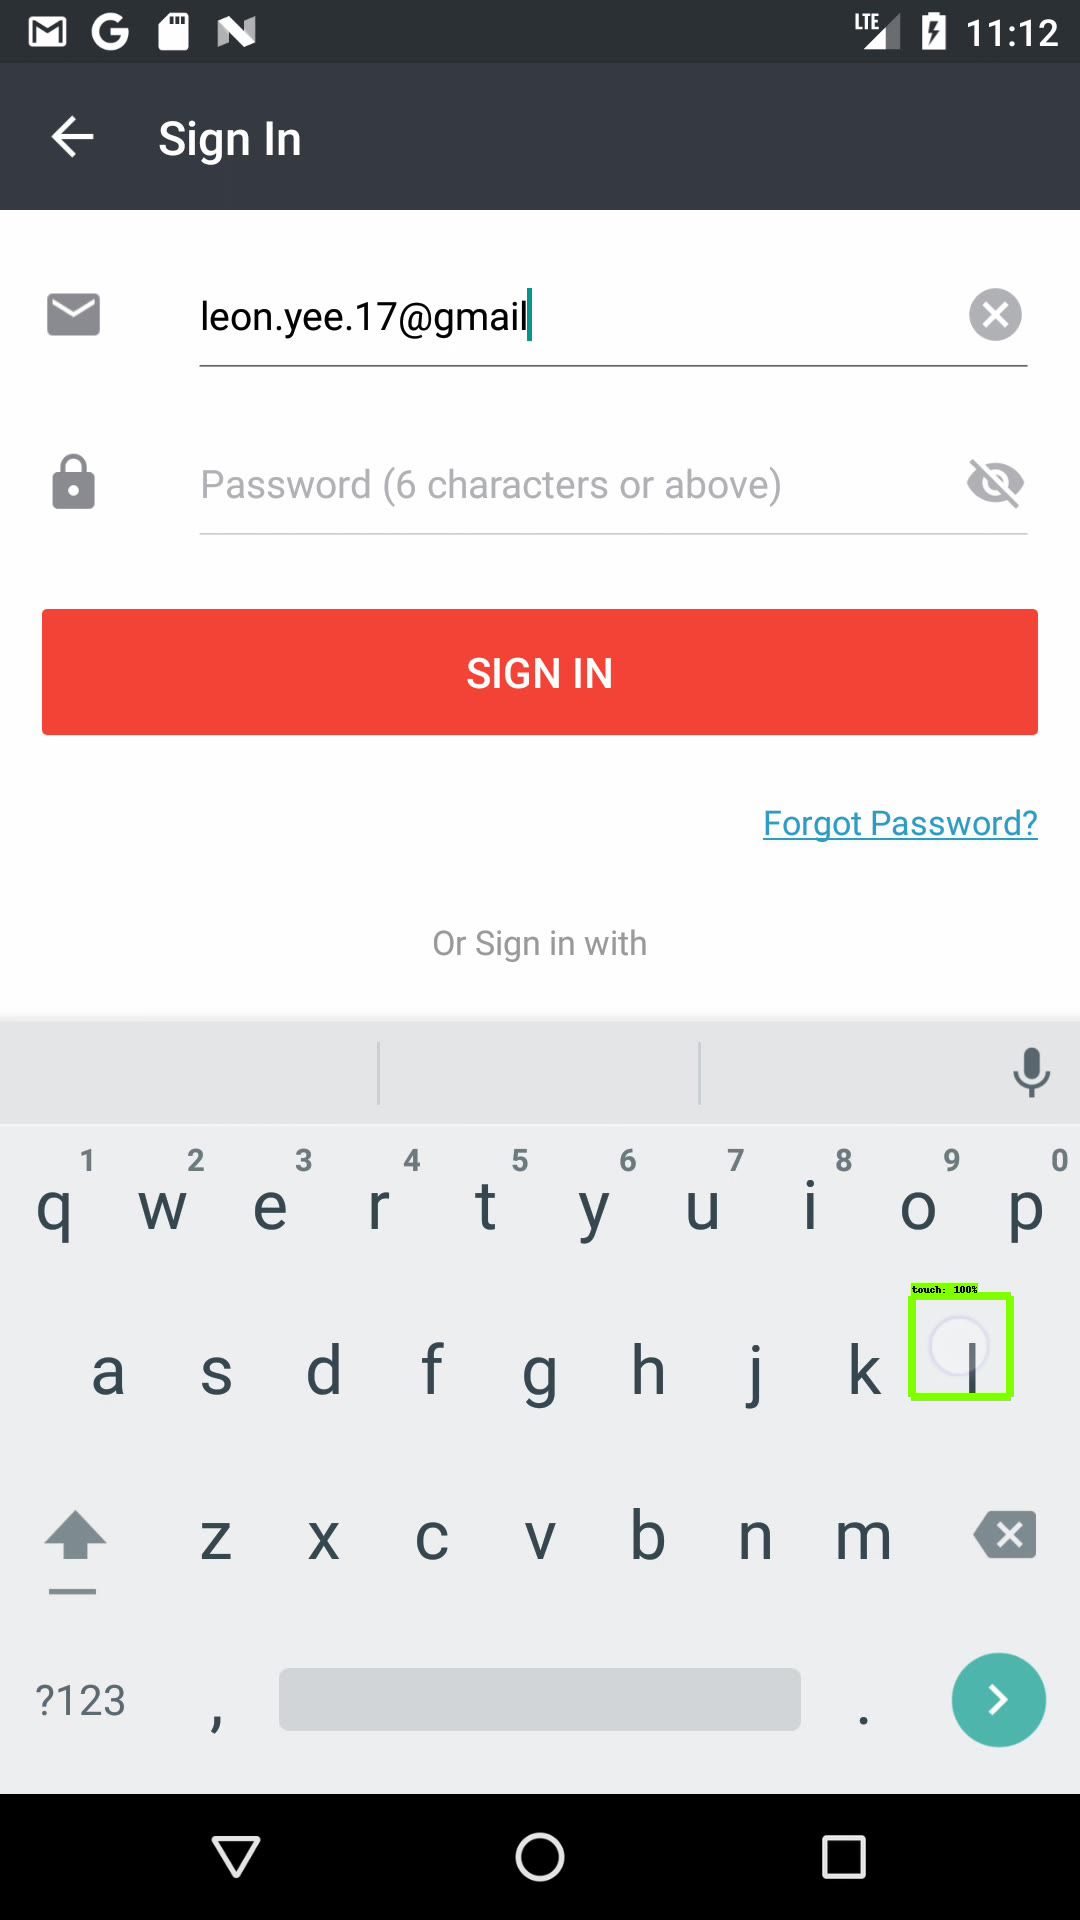 LTE 11:12
Sign In
leon.yee.17@gmail
Password (6 characters or above)
SIGN IN
Forgot Password?
Or Sign in with
1 2 3 4 5 6 7 8 9 0
q w e r t y u i o p
touch: 100%
a s d f g h j k l
z x c v b n m
?123 , .